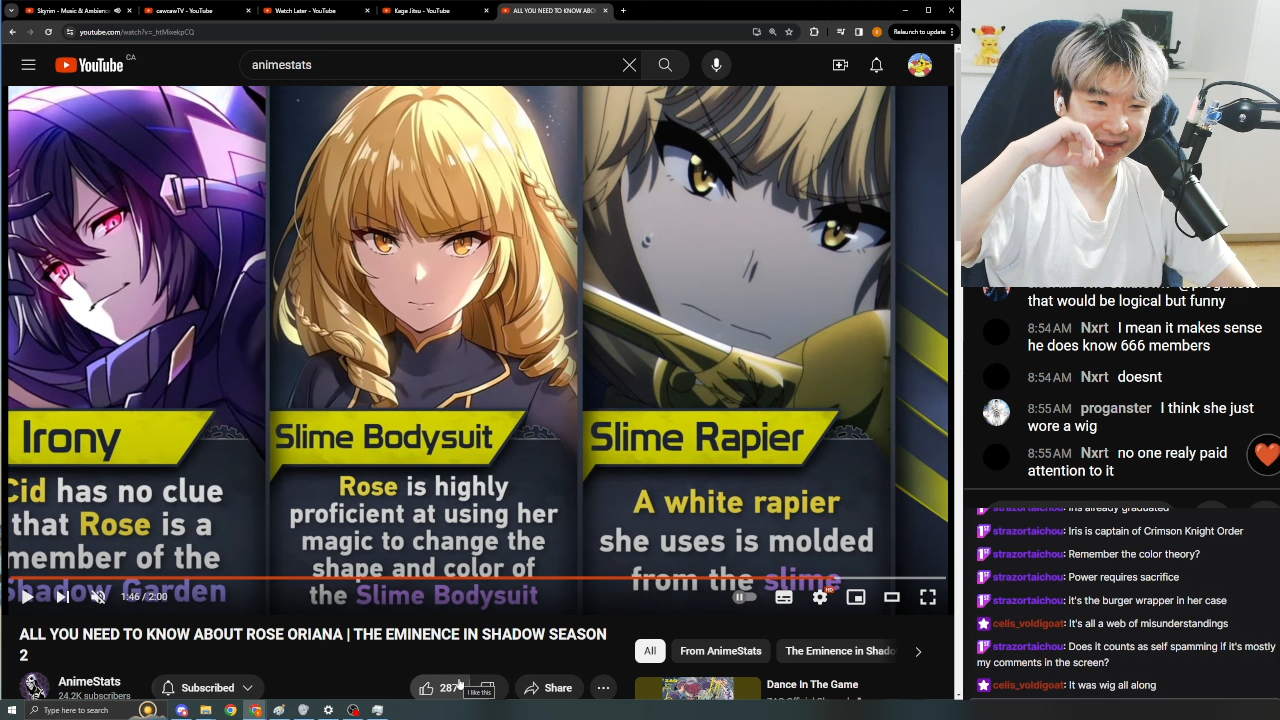 Skyrim - Music & Ambience
cawcawTV - YouTube
Watch Later - YouTube
Kage Jitsu - YouTube
ALL YOU NEED TO KNOW ABO
youtube.com/watch?v=_htMixekpCQ
Relaunch to update
YouTube CA
animestats
Irony
Cid has no clue
that Rose is a
member of the
Shadow Garden
Slime Bodysuit
Rose is highly
proficient at using her
magic to change the
shape and color of
the Slime Bodysuit
Slime Rapier
A white rapier
she uses is molded
from the slime
1:46 / 2:00
HD
ALL YOU NEED TO KNOW ABOUT ROSE ORIANA | THE EMINENCE IN SHADOW SEASON
2
AnimeStats
24.2K subscribers
Subscribed
287
I like this
Share
All
From AnimeStats
The Eminence in Shado
Dance In The Game
Type here to search
that would be logical but funny
8:54 AM Nxrt I mean it makes sense
he does know 666 members
8:54 AM Nxrt doesnt
8:55 AM proganster I think she just
wore a wig
8:55 AM Nxrt no one realy paid
attention to it
strazortaichou: Iris already graduated
strazortaichou: Iris is captain of Crimson Knight Order
strazortaichou: Remember the color theory?
strazortaichou: Power requires sacrifice
strazortaichou: it's the burger wrapper in her case
celis_voldigoat: It's all a web of misunderstandings
strazortaichou: Does it counts as self spamming if it's mostly
my comments in the screen?
celis_voldigoat: It was wig all along